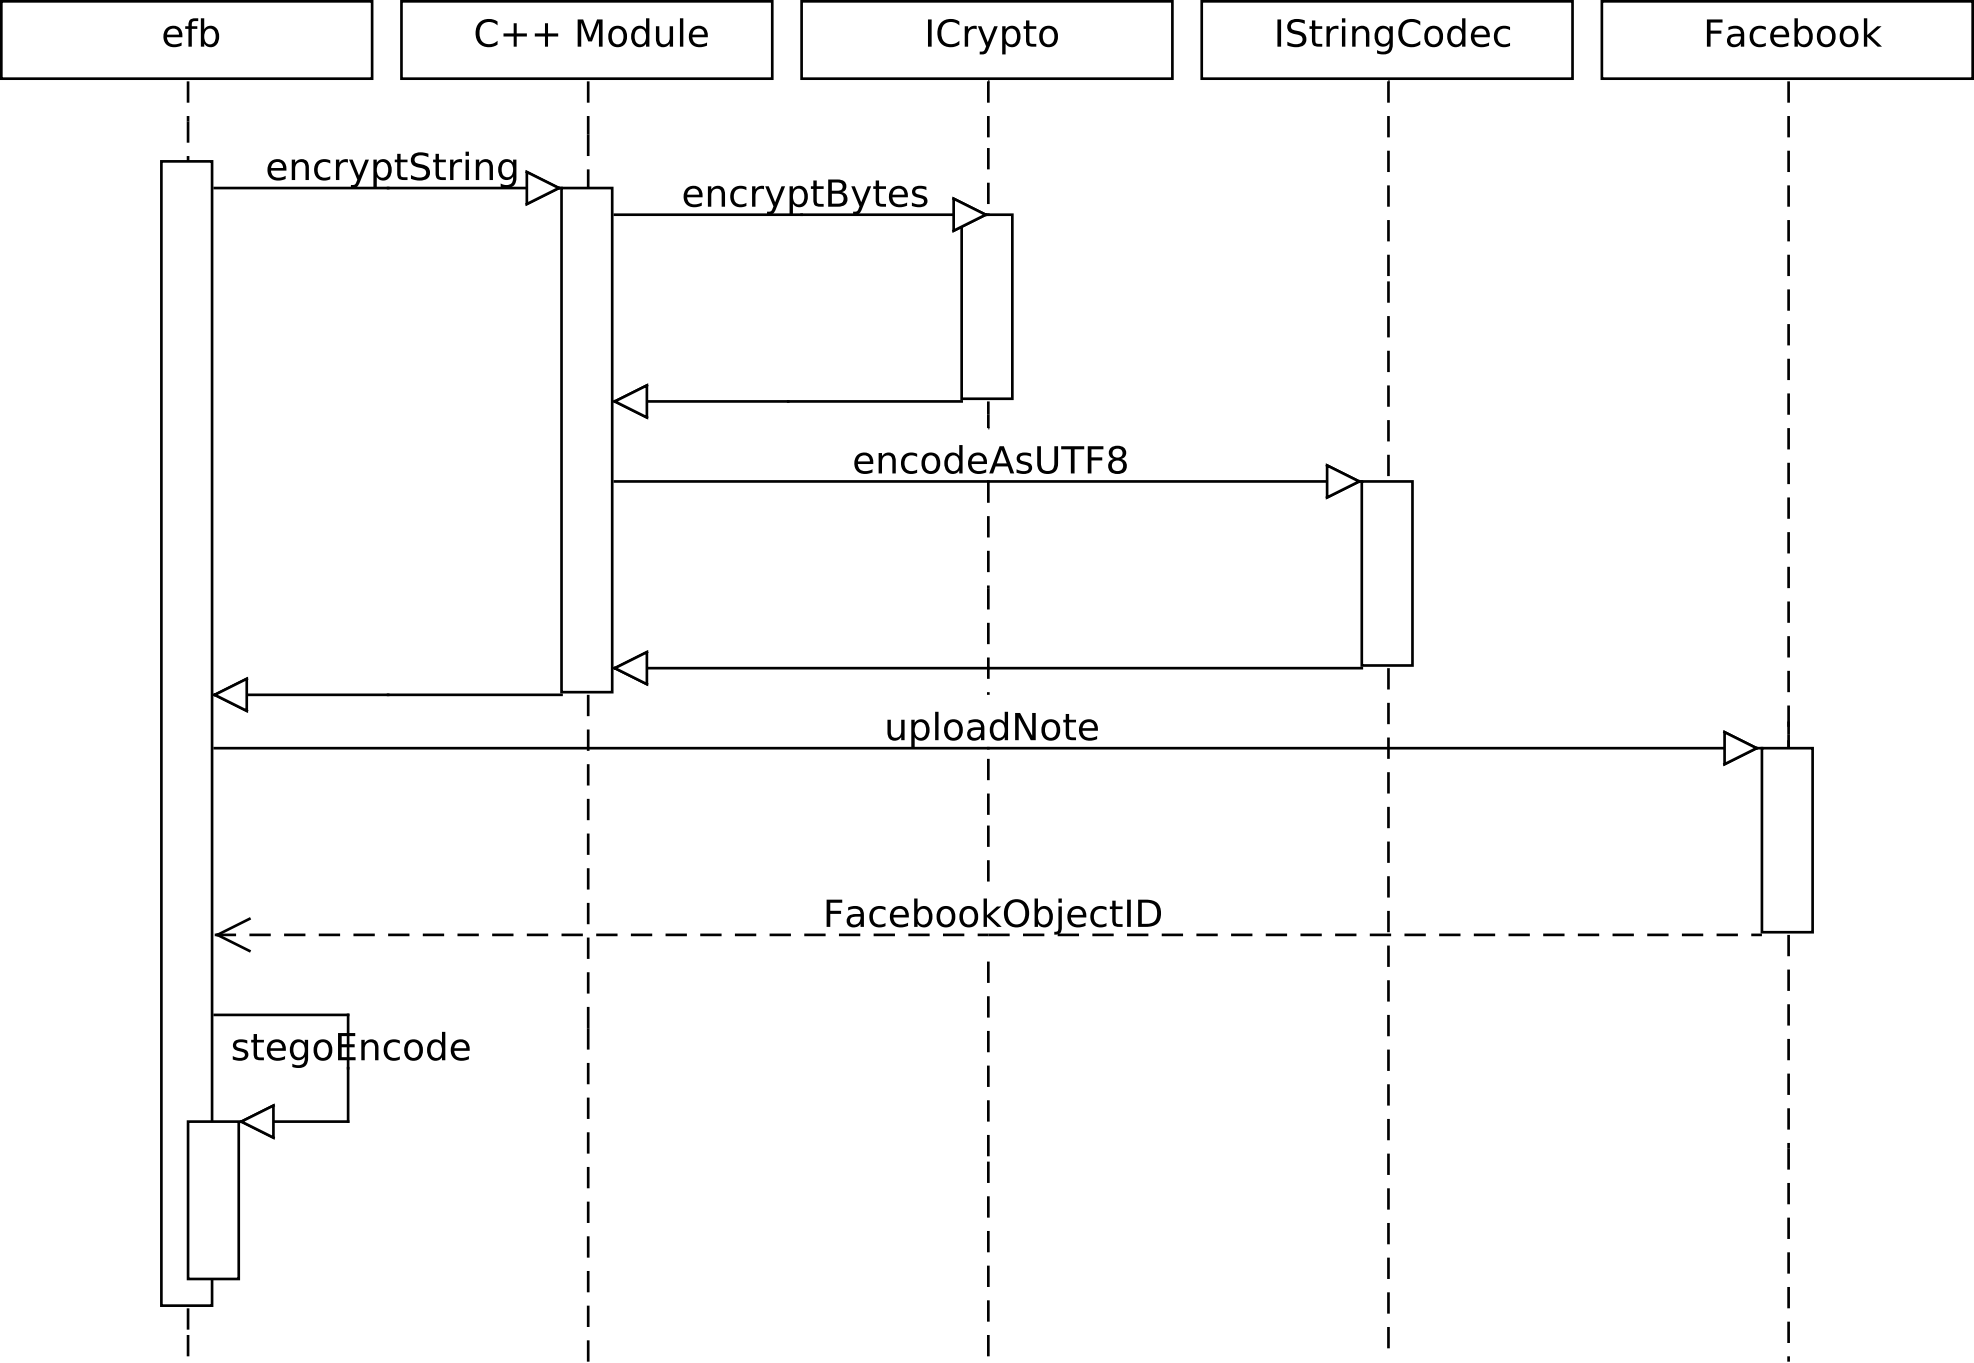 efb
C++ Module
ICrypto
IStringCodec
Facebook
encryptString
encryptBytes
encodeAsUTF8
uploadNote
FacebookObjectID
stegoEncode